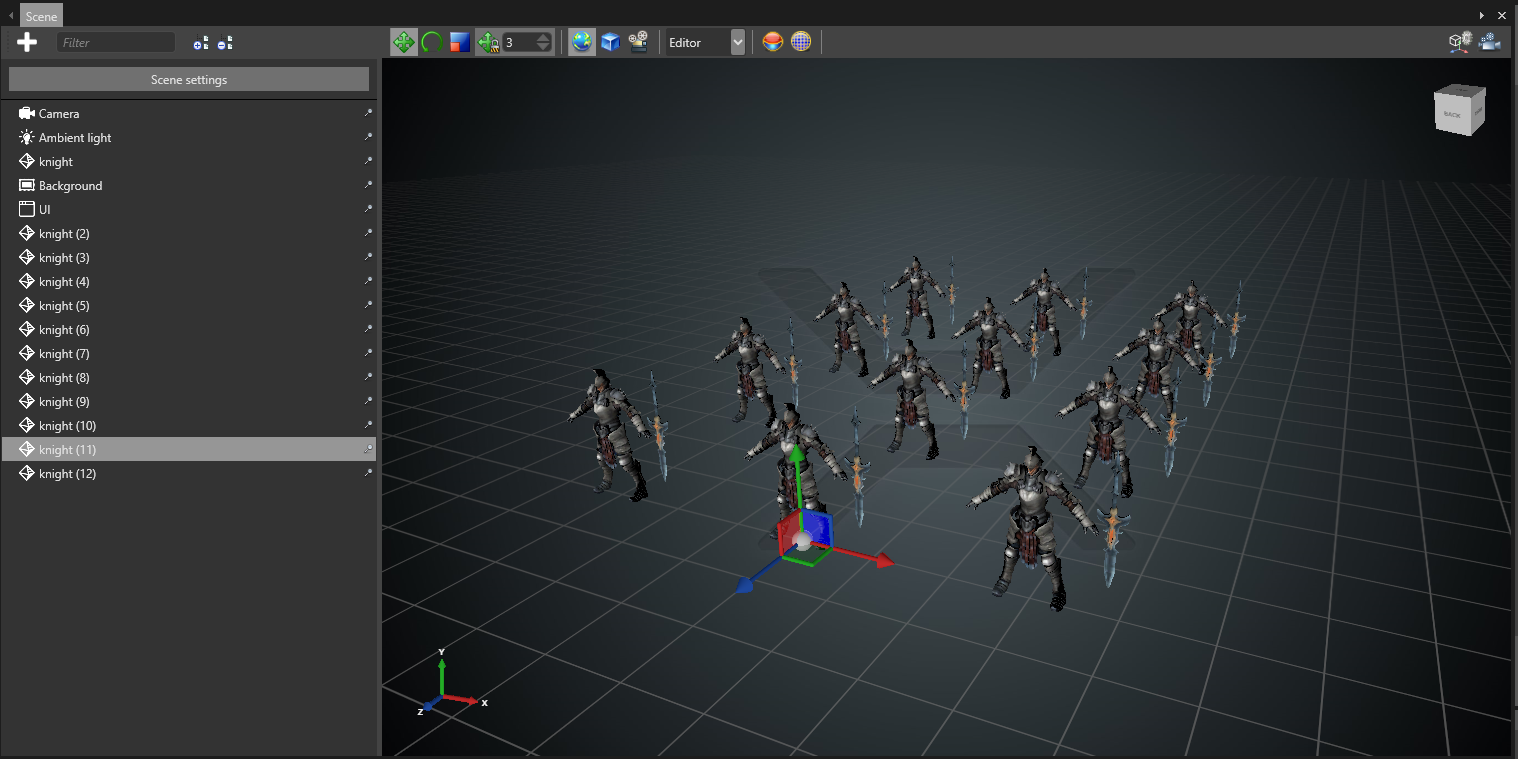 Scene
Filter
3
Editor
Scene settings
Camera
Ambient light
knight
Background
UI
knight (2)
knight (3)
knight (4)
knight (5)
knight (6)
knight (7)
knight (8)
knight (9)
knight (10)
knight (11)
knight (12)
BACK
Y
X
Z